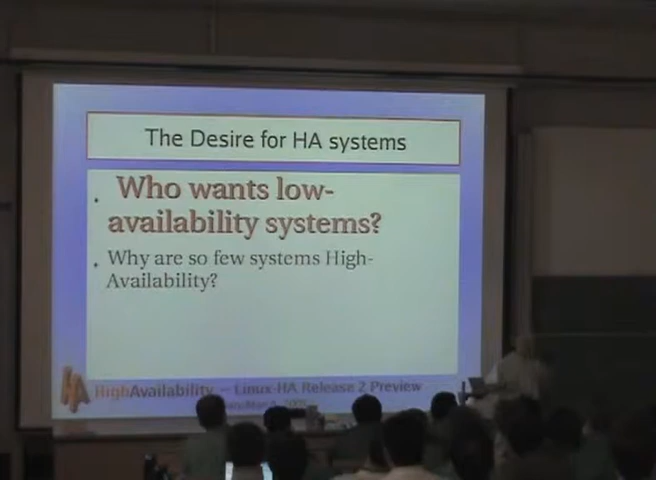 The Desire for HA systems
Who wants low-
availability systems?
Why are so few systems High-
Availability?
HA
HighAvailability – Linux-HA Release 2 Preview